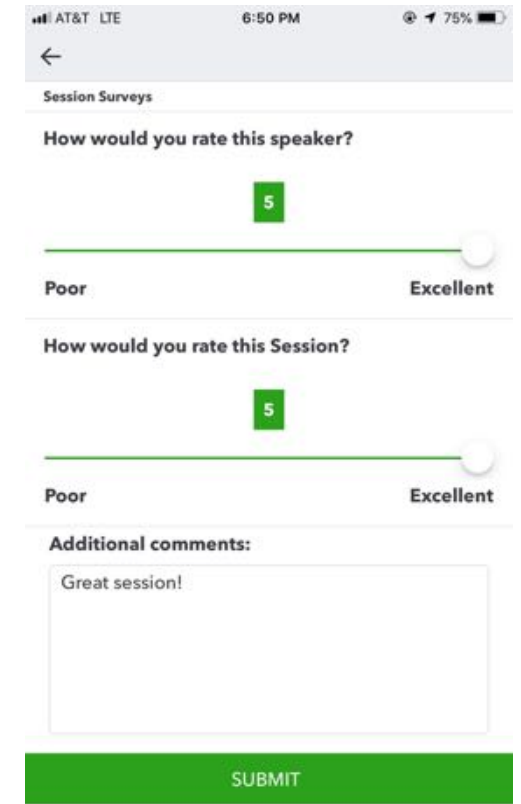 AT&T LTE 6:50 PM 75%
Session Surveys
How would you rate this speaker?
5
Poor Excellent
How would you rate this Session?
5
Poor Excellent
Additional comments:
Great session!
SUBMIT